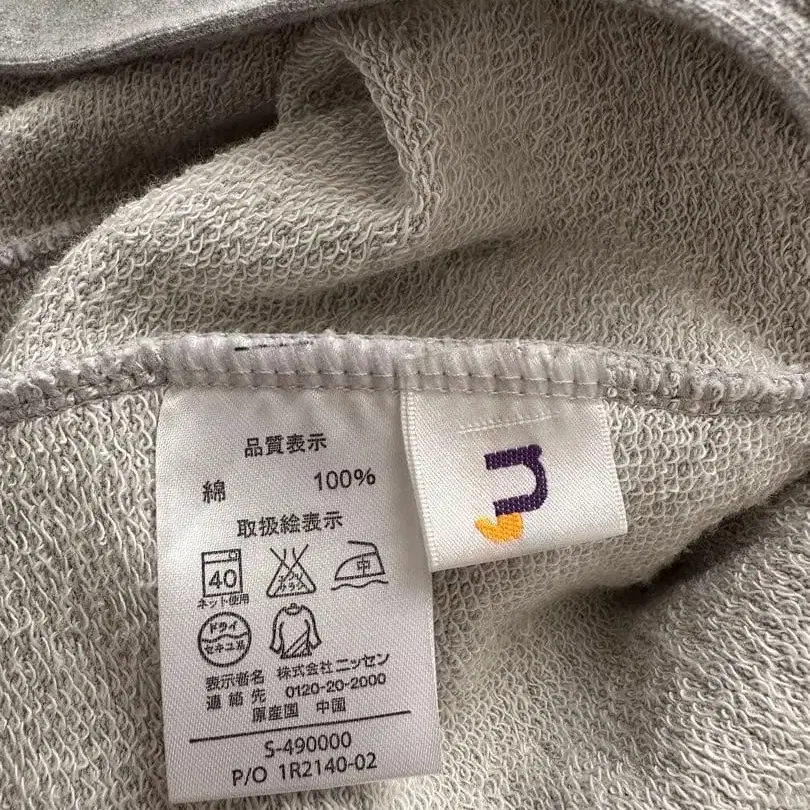 品質表示
綿 100%
取扱絵表示
40
ネット使用
エンソ
サラシ
中
ドライ
セキユ系
表示者名 株式会社ニッセン
連絡先 0120-20-2000
原産国 中国
S-490000
P/O 1R2140-02